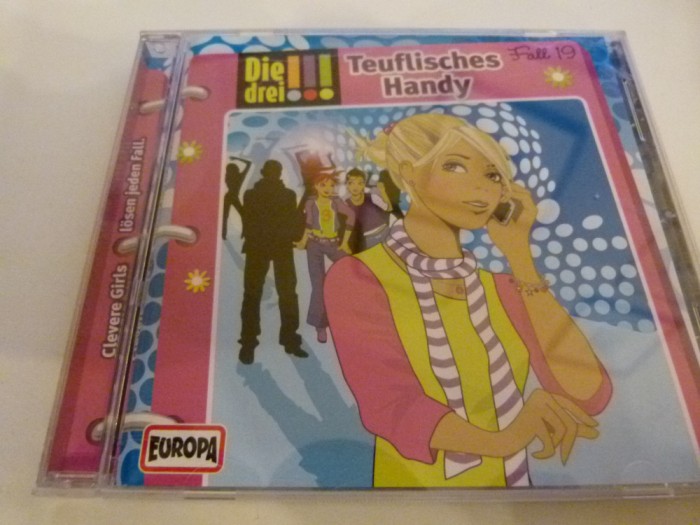 Die
drei !!!
Teuflisches
Handy
Fall 19
Clevere Girls lösen jeden Fall.
EUROPA